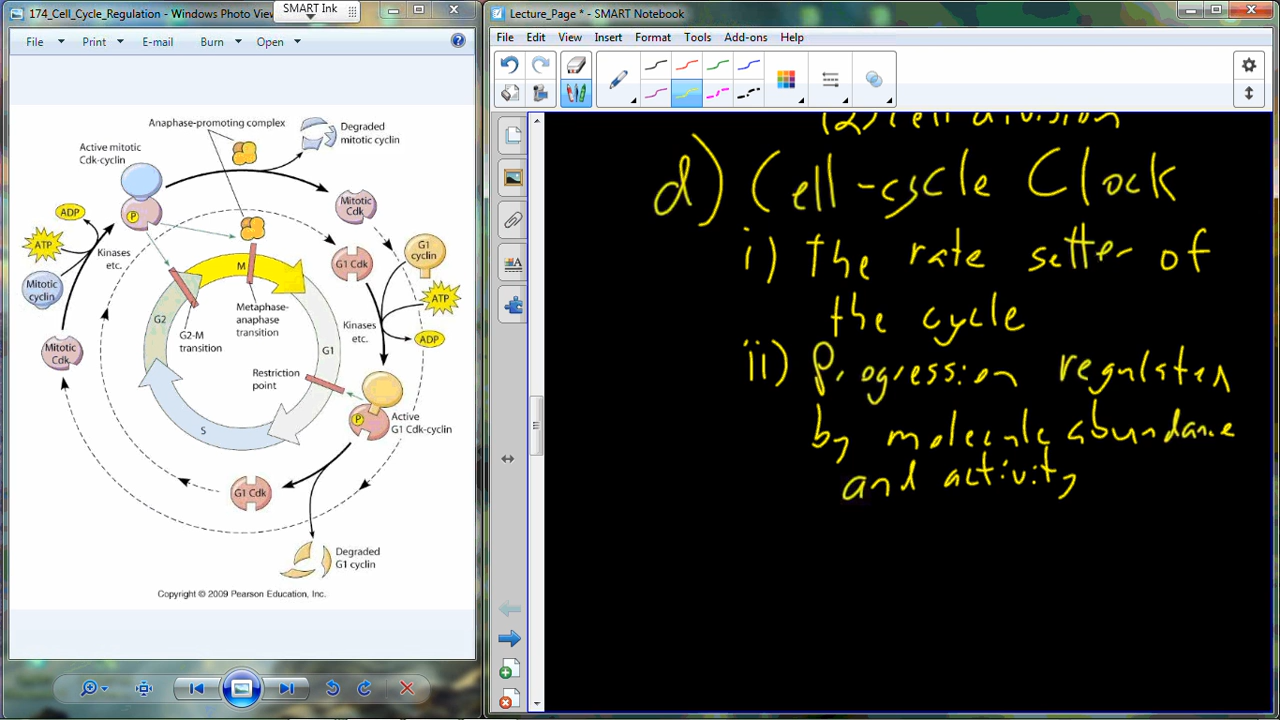 174_Cell_Cycle_Regulation - Windows Photo View
SMART Ink
File Print E-mail Burn Open
Anaphase-promoting complex
Degraded
mitotic cyclin
Active mitotic
Cdk-cyclin
P
ADP
ATP
Kinases
etc.
Mitotic
cyclin
Mitotic
Cdk
Mitotic
Cdk
G1 Cdk
G1
cyclin
ATP
ADP
Kinases
etc.
M
Metaphase-
anaphase
transition
G2
G2-M
transition
G1
Restriction
point
S
P
Active
G1 Cdk-cyclin
G1 Cdk
Degraded
G1 cyclin
Copyright © 2009 Pearson Education, Inc.
Lecture_Page * - SMART Notebook
File Edit View Insert Format Tools Add-ons Help
(2) Cell division
d) Cell-cycle Clock
i) The rate setter of
the cycle
ii) Progression regulated
by molecule abundance
and activity